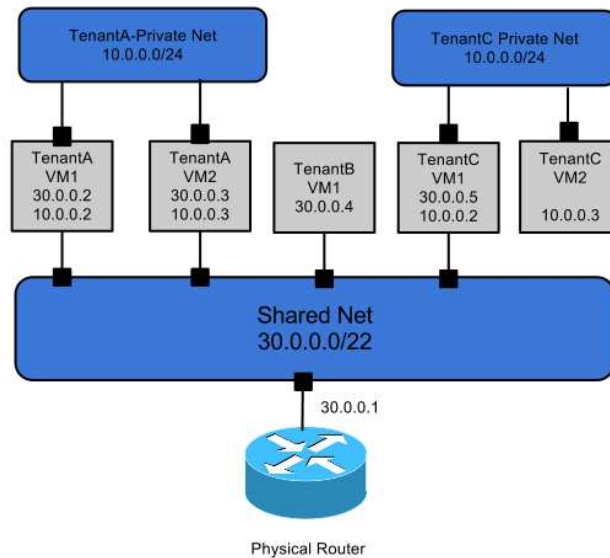 TenantA-Private Net
10.0.0.0/24
TenantC Private Net
10.0.0.0/24
TenantA
VM1
30.0.0.2
10.0.0.2
TenantA
VM2
30.0.0.3
10.0.0.3
TenantB
VM1
30.0.0.4
TenantC
VM1
30.0.0.5
10.0.0.2
TenantC
VM2
10.0.0.3
Shared Net
30.0.0.0/22
30.0.0.1
Physical Router